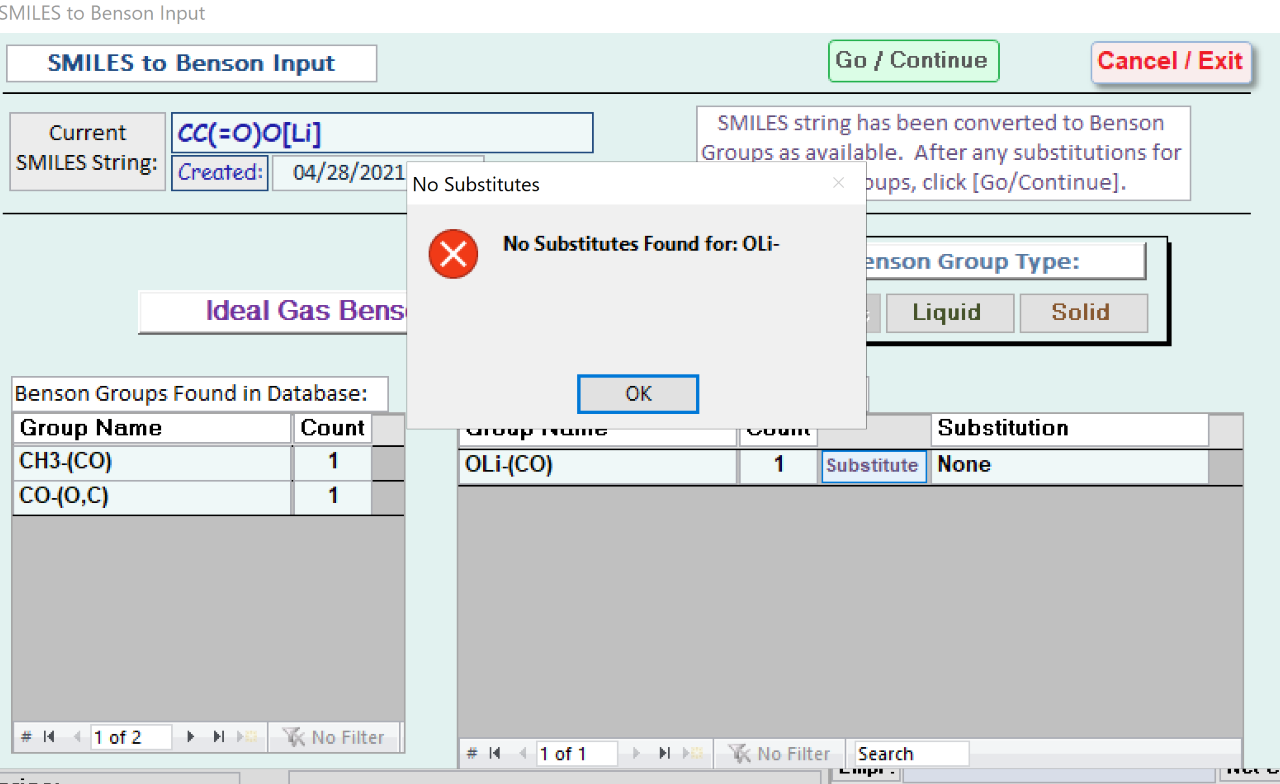 SMILES to Benson Input
SMILES to Benson Input
Go / Continue
Cancel / Exit
Current
SMILES String:
CC(=O)O[Li]
Created:
04/28/2021
SMILES string has been converted to Benson
Groups as available. After any substitutions for
click [Go/Continue].
No Substitutes
No Substitutes Found for: OLi-
OK
Ideal Gas
Group Type:
Liquid
Solid
Benson Groups Found in Database:
Group Name
Count
CH3-(CO)
1
CO-(O,C)
1
# 1 of 2
No Filter
Group Name
Count
Substitution
OLi-(CO)
1
Substitute
None
# 1 of 1
No Filter
Search